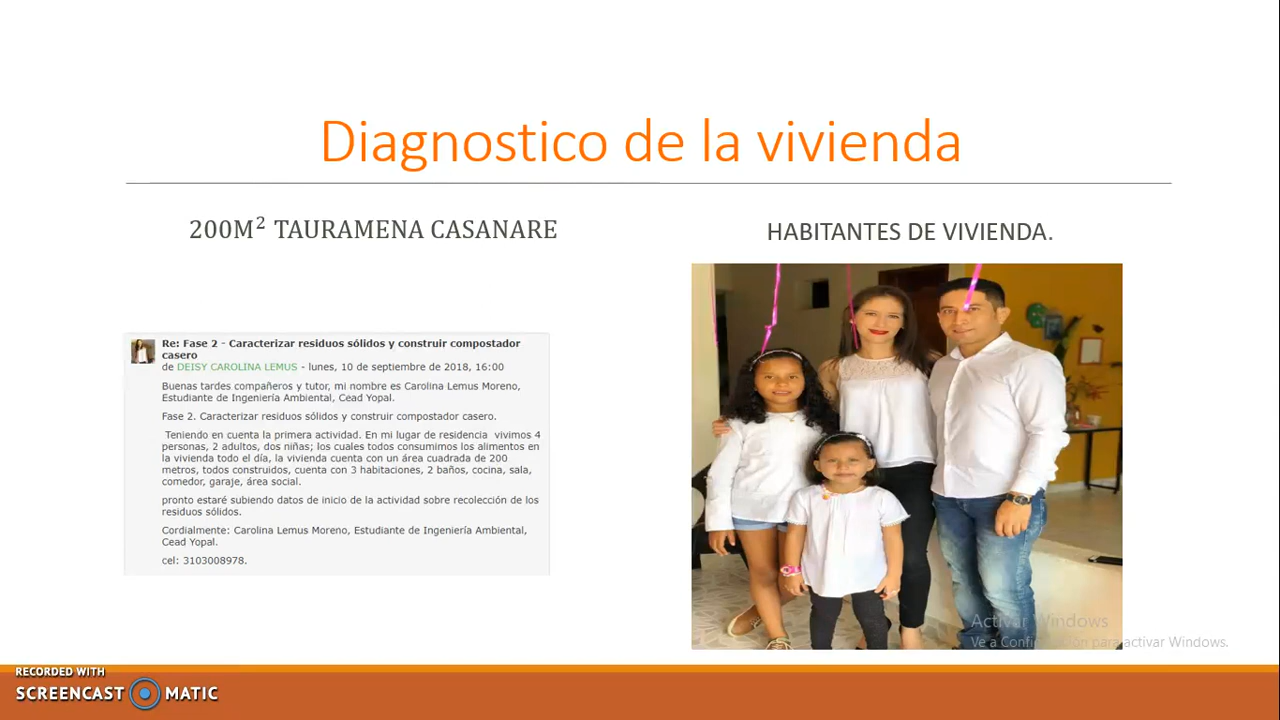 Diagnostico de la vivienda
200M² TAURAMENA CASANARE
Re: Fase 2 - Caracterizar residuos sólidos y construir compostador
casero
de DEISY CAROLINA LEMUS - lunes, 10 de septiembre de 2018, 16:00
Buenas tardes compañeros y tutor, mi nombre es Carolina Lemus Moreno,
Estudiante de Ingeniería Ambiental, Cead Yopal.
Fase 2. Caracterizar residuos sólidos y construir compostador casero.
Teniendo en cuenta la primera actividad. En mi lugar de residencia vivimos 4
personas, 2 adultos, dos niñas; los cuales todos consumimos los alimentos en
la vivienda todo el día, la vivienda cuenta con un área cuadrada de 200
metros, todos construidos, cuenta con 3 habitaciones, 2 baños, cocina, sala,
comedor, garaje, área social.
pronto estaré subiendo datos de inicio de la actividad sobre recolección de los
residuos sólidos.
Cordialmente: Carolina Lemus Moreno, Estudiante de Ingeniería Ambiental,
Cead Yopal.
cel: 3103008978.
HABITANTES DE VIVIENDA.
Activar Windows
Ve a Configuración para activar Windows.
RECORDED WITH
SCREENCAST MATIC